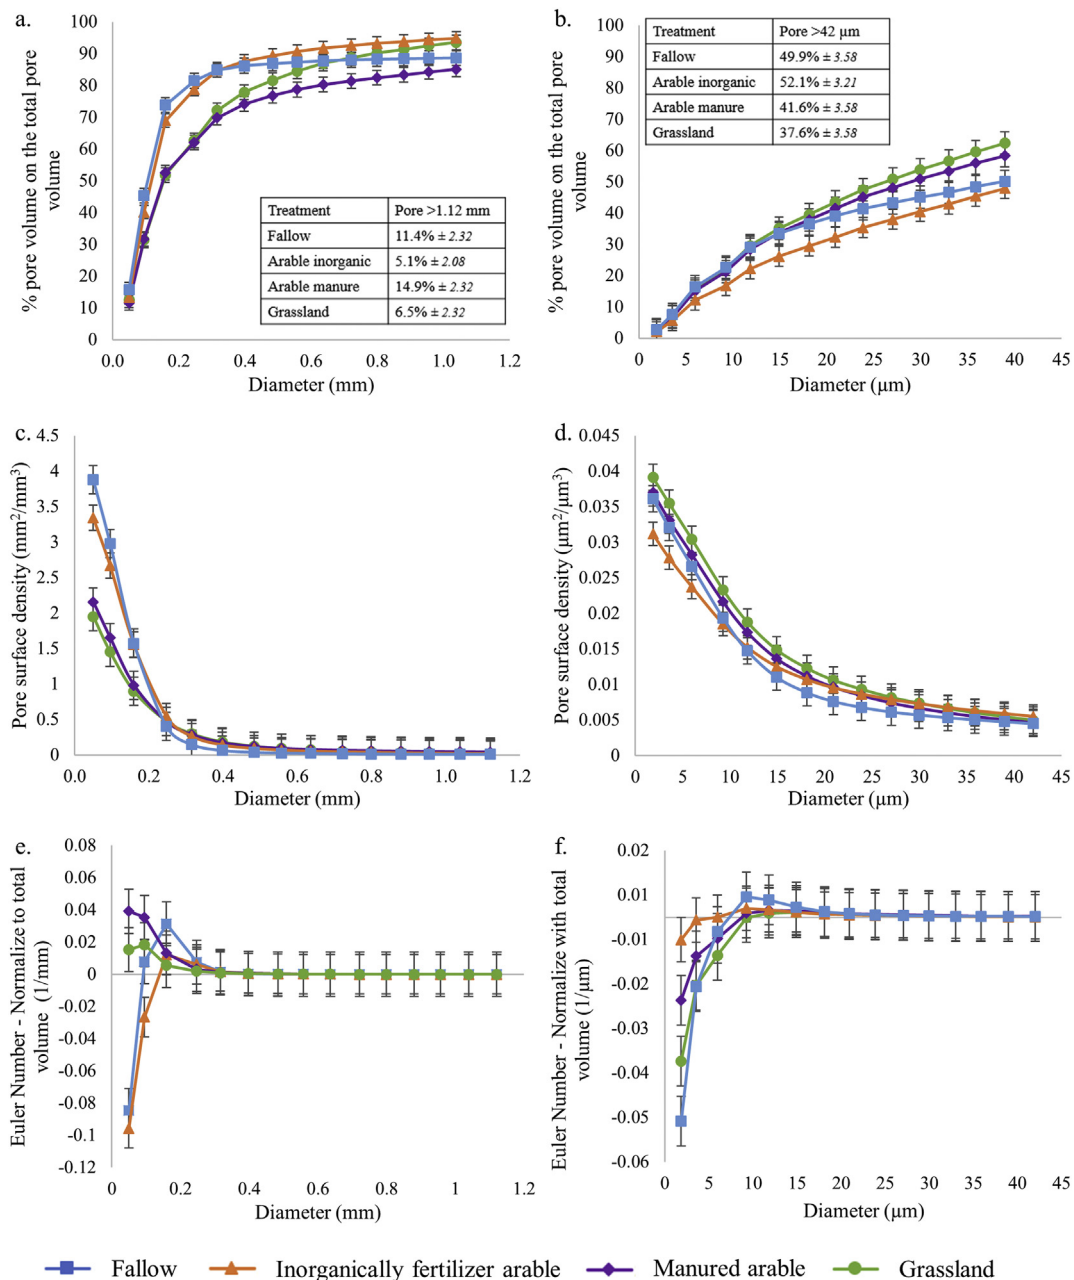 a.
% pore volume on the total pore
volume
100
90
80
70
60
50
40
30
20
10
0
0.0 0.2 0.4 0.6 0.8 1.0 1.2
Diameter (mm)
Treatment Pore >1.12 mm
Fallow 11.4% ± 2.32
Arable inorganic 5.1% ± 2.08
Arable manure 14.9% ± 2.32
Grassland 6.5% ± 2.32
b.
% pore volume on the total pore
volume
100
90
80
70
60
50
40
30
20
10
0
0 5 10 15 20 25 30 35 40 45
Diameter (μm)
Treatment Pore >42 μm
Fallow 49.9% ± 3.58
Arable inorganic 52.1% ± 3.21
Arable manure 41.6% ± 3.58
Grassland 37.6% ± 3.58
c.
Pore surface density (mm²/mm³)
4.5
4
3.5
3
2.5
2
1.5
1
0.5
0
0.0 0.2 0.4 0.6 0.8 1.0 1.2
Diameter (mm)
d.
Pore surface density (μm²/μm³)
0.045
0.04
0.035
0.03
0.025
0.02
0.015
0.01
0.005
0
0 5 10 15 20 25 30 35 40 45
Diameter (μm)
e.
Euler Number - Normalize to total
volume (1/mm)
0.08
0.06
0.04
0.02
0
-0.02
-0.04
-0.06
-0.08
-0.1
-0.12
0 0.2 0.4 0.6 0.8 1 1.2
Diameter (mm)
f.
Euler Number - Normalize with total
volume (1/μm)
0.02
0.01
-0.01
-0.02
-0.03
-0.04
-0.05
-0.06
0 5 10 15 20 25 30 35 40 45
Diameter (μm)
Fallow Inorganically fertilizer arable Manured arable Grassland